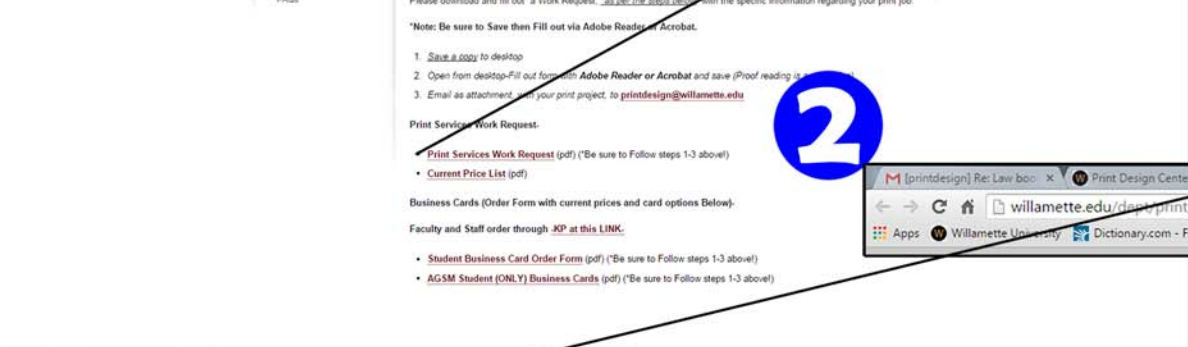 Please download and fill out "a Work Request, "as per the steps below" with the specific information regarding your print job.
*Note: Be sure to Save then Fill out via Adobe Reader or Acrobat.
1. Save a copy to desktop
2. Open from desktop-Fill out form with Adobe Reader or Acrobat and save (Proof reading is
3. Email as attachment, with your print project, to printdesign@willamette.edu
2
Print Services Work Request-
• Print Services Work Request (pdf) (*Be sure to Follow steps 1-3 above!)
• Current Price List (pdf)
Business Cards (Order Form with current prices and card options Below)-
Faculty and Staff order through -KP at this LINK-
• Student Business Card Order Form (pdf) (*Be sure to Follow steps 1-3 above!)
• AGSM Student (ONLY) Business Cards (pdf) (*Be sure to Follow steps 1-3 above!)
[printdesign] Re: Law boo × Print Design Cente
willamette.edu/dept/print
Apps Willamette University Dictionary.com - F